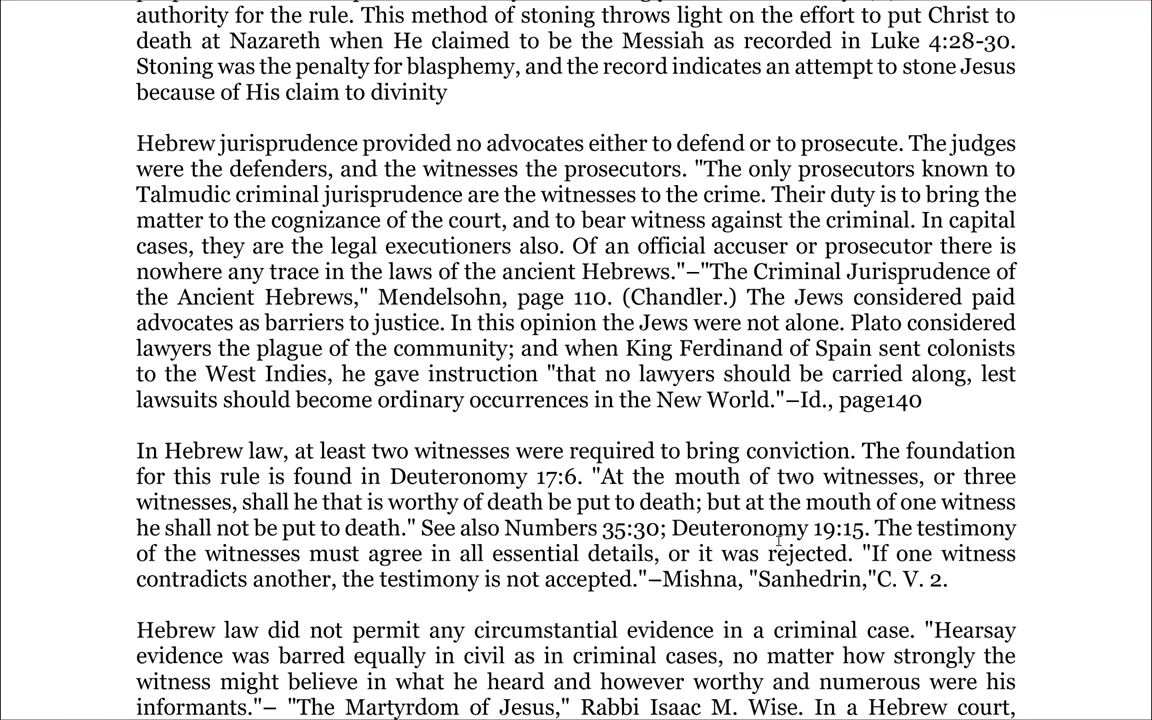 authority for the rule. This method of stoning throws light on the effort to put Christ to
death at Nazareth when He claimed to be the Messiah as recorded in Luke 4:28-30.
Stoning was the penalty for blasphemy, and the record indicates an attempt to stone Jesus
because of His claim to divinity
Hebrew jurisprudence provided no advocates either to defend or to prosecute. The judges
were the defenders, and the witnesses the prosecutors. "The only prosecutors known to
Talmudic criminal jurisprudence are the witnesses to the crime. Their duty is to bring the
matter to the cognizance of the court, and to bear witness against the criminal. In capital
cases, they are the legal executioners also. Of an official accuser or prosecutor there is
nowhere any trace in the laws of the ancient Hebrews."–"The Criminal Jurisprudence of
the Ancient Hebrews," Mendelsohn, page 110. (Chandler.) The Jews considered paid
advocates as barriers to justice. In this opinion the Jews were not alone. Plato considered
lawyers the plague of the community; and when King Ferdinand of Spain sent colonists
to the West Indies, he gave instruction "that no lawyers should be carried along, lest
lawsuits should become ordinary occurrences in the New World."–Id., page140
In Hebrew law, at least two witnesses were required to bring conviction. The foundation
for this rule is found in Deuteronomy 17:6. "At the mouth of two witnesses, or three
witnesses, shall he that is worthy of death be put to death; but at the mouth of one witness
he shall not be put to death." See also Numbers 35:30; Deuteronomy 19:15. The testimony
of the witnesses must agree in all essential details, or it was rejected. "If one witness
contradicts another, the testimony is not accepted."–Mishna, "Sanhedrin,"C. V. 2.
Hebrew law did not permit any circumstantial evidence in a criminal case. "Hearsay
evidence was barred equally in civil as in criminal cases, no matter how strongly the
witness might believe in what he heard and however worthy and numerous were his
informants."– "The Martyrdom of Jesus," Rabbi Isaac M. Wise. In a Hebrew court,